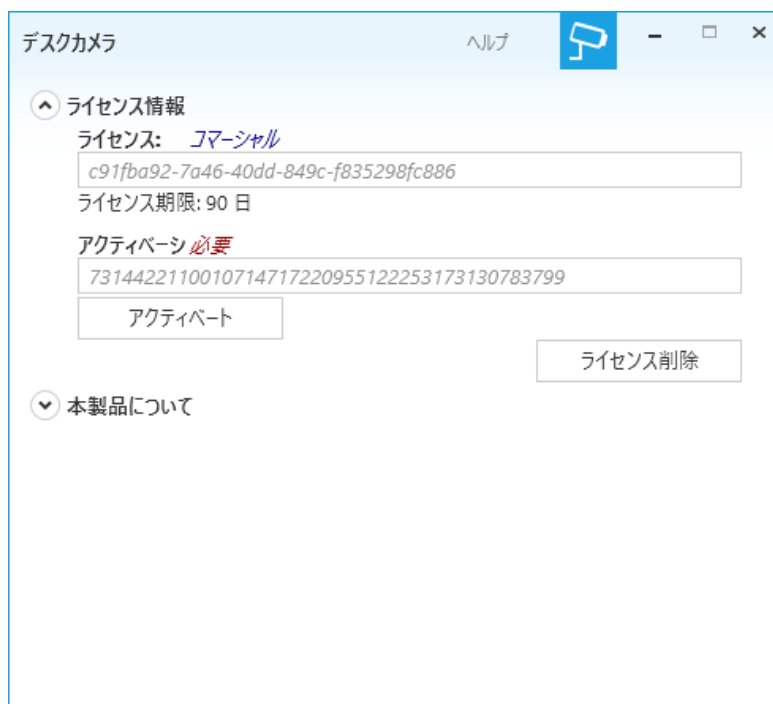 デスクカメラ ヘルプ
ライセンス情報
ライセンス: コマーシャル
c91fba92-7a46-40dd-849c-f835298fc886
ライセンス期限: 90 日
アクティベーシ 必要
7314422110010714717220955122253173130783799
アクティベート
ライセンス削除
本製品について